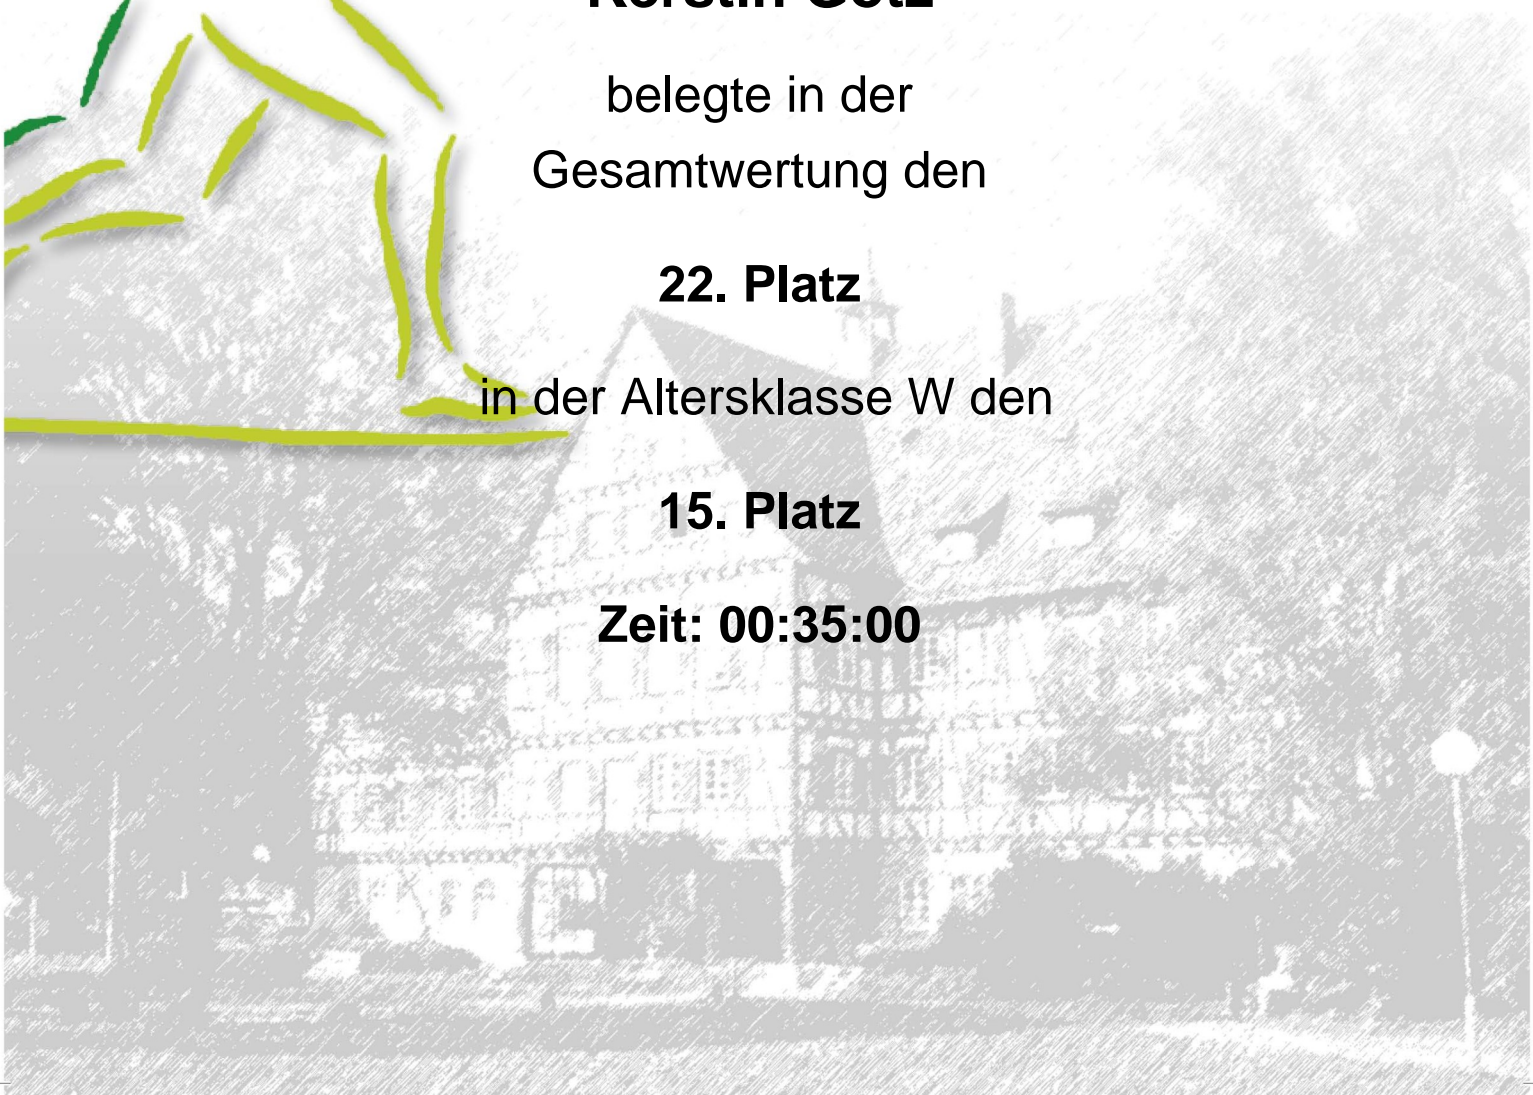 belegte in der
Gesamtwertung den
22. Platz
in der Altersklasse W den
15. Platz
Zeit: 00:35:00